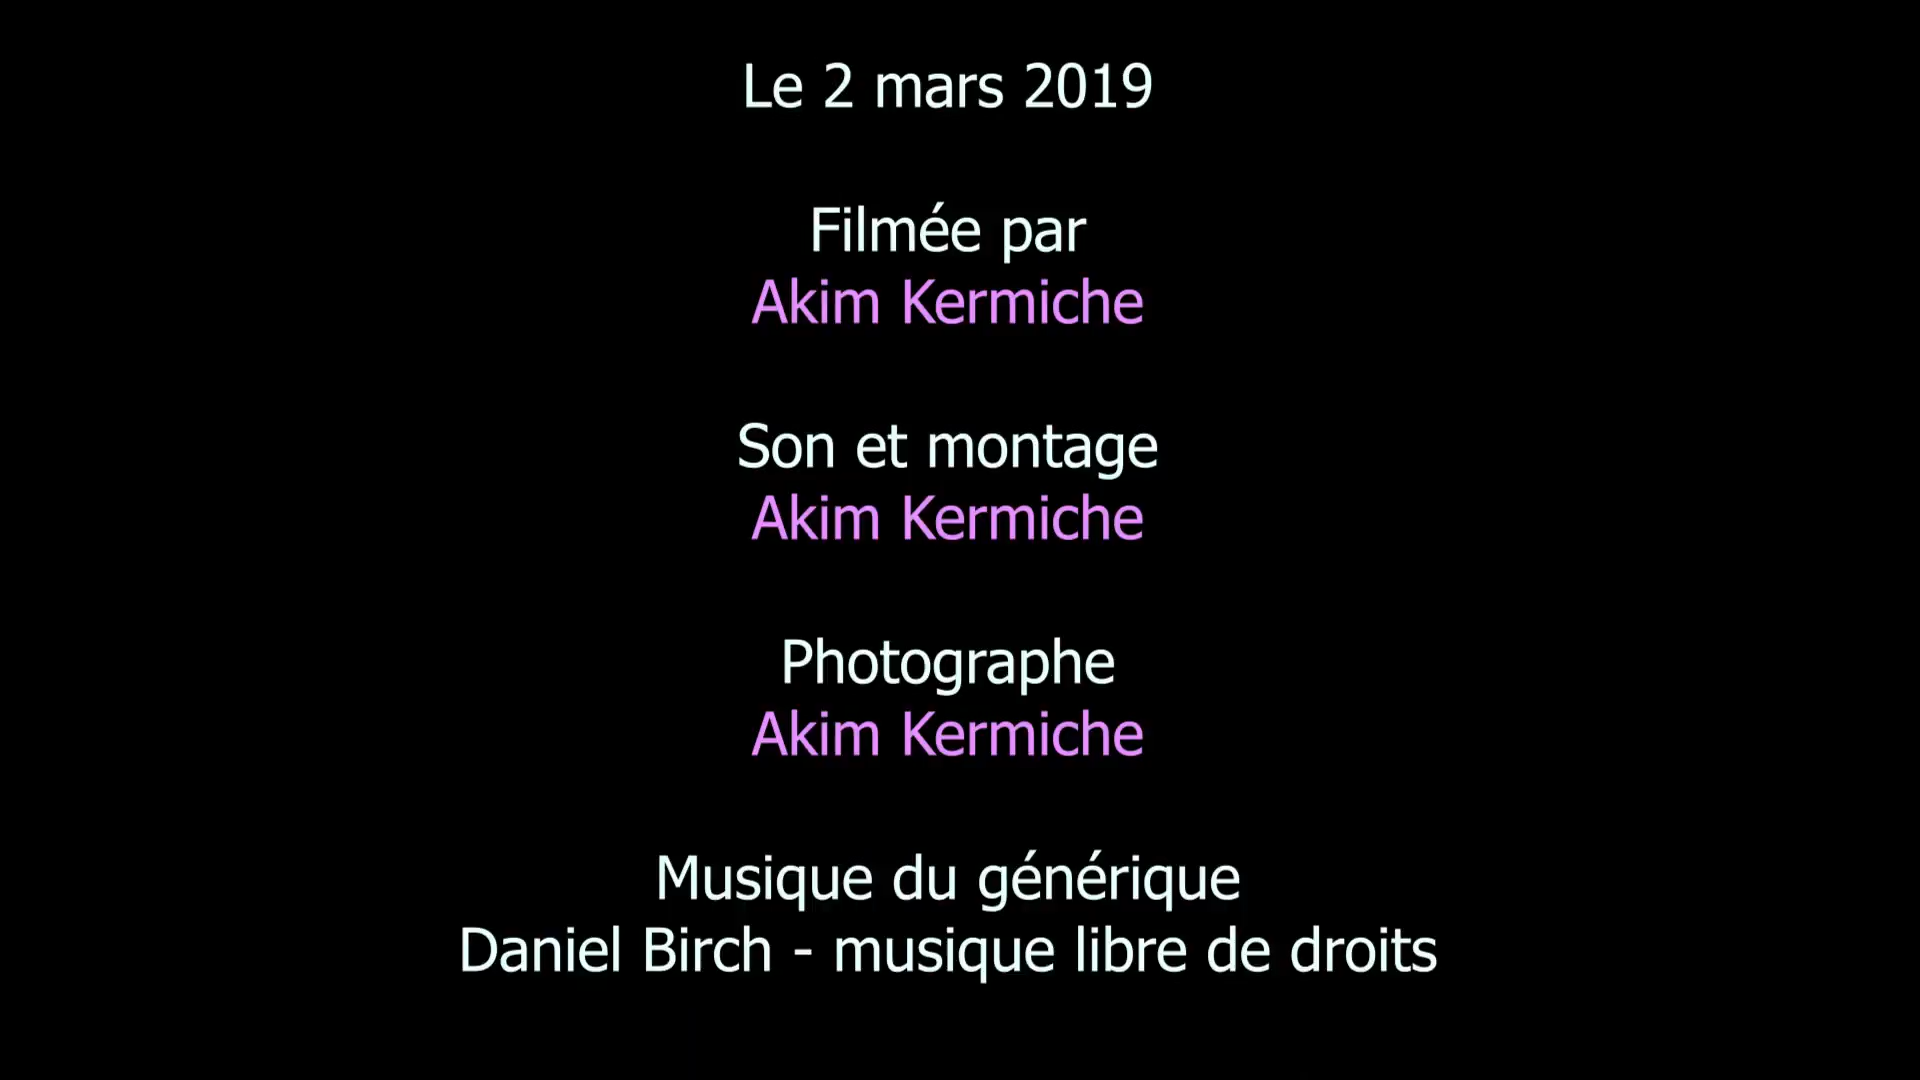 Le 2 mars 2019
Filmée par
Akim Kermiche
Son et montage
Akim Kermiche
Photographe
Akim Kermiche
Musique du générique
Daniel Birch - musique libre de droits